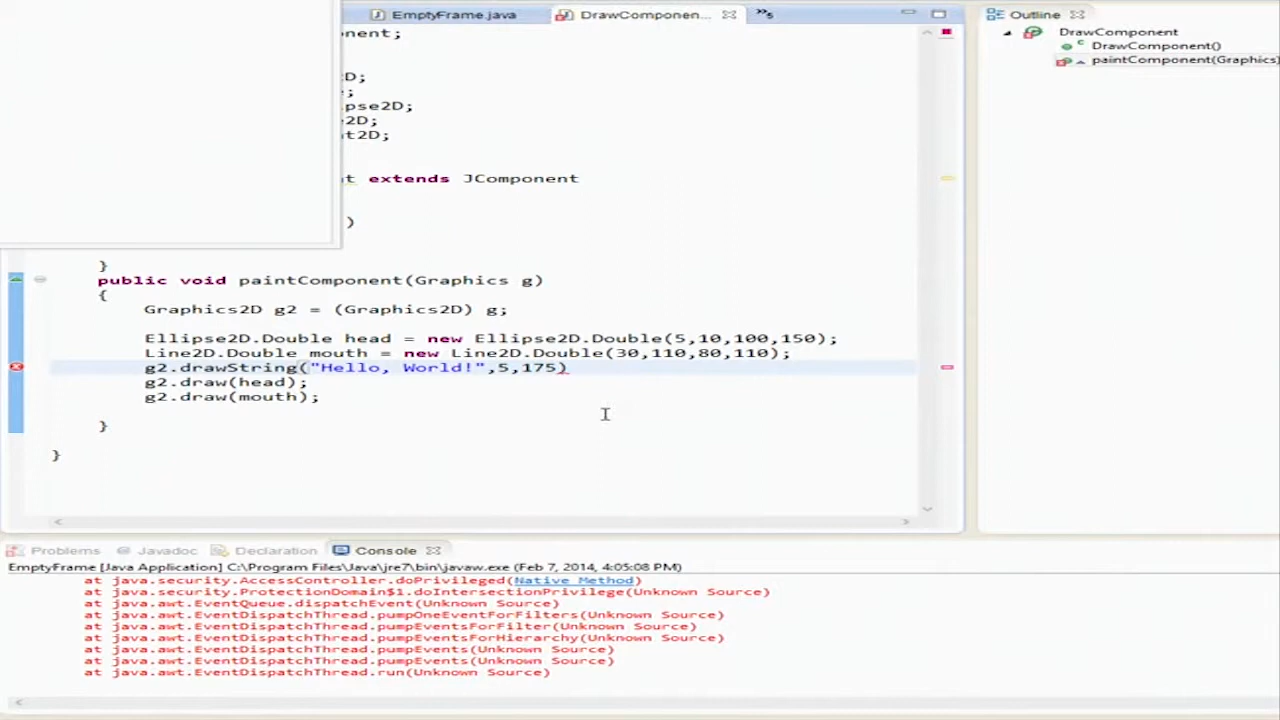 EmptyFrame.java
DrawComponen...
5
Outline
nent;
DrawComponent
DrawComponent()
paintComponent(Graphics)
2D;
;
pse2D;
2D;
t2D;
t extends JComponent
)
}
public void paintComponent(Graphics g)
{
Graphics2D g2 = (Graphics2D) g;
Ellipse2D.Double head = new Ellipse2D.Double(5,10,100,150);
Line2D.Double mouth = new Line2D.Double(30,110,80,110);
g2.drawString("Hello, World!",5,175)
g2.draw(head);
g2.draw(mouth);
}
}
Problems
@ Javadoc
Declaration
Console
EmptyFrame [Java Application] C:\Program Files\Java\jre7\bin\javaw.exe (Feb 7, 2014, 4:05:08 PM)
at java.security.AccessController.doPrivileged(Native Method)
at java.security.ProtectionDomain$1.doIntersectionPrivilege(Unknown Source)
at java.awt.EventQueue.dispatchEvent(Unknown Source)
at java.awt.EventDispatchThread.pumpOneEventForFilters(Unknown Source)
at java.awt.EventDispatchThread.pumpEventsForFilter(Unknown Source)
at java.awt.EventDispatchThread.pumpEventsForHierarchy(Unknown Source)
at java.awt.EventDispatchThread.pumpEvents(Unknown Source)
at java.awt.EventDispatchThread.pumpEvents(Unknown Source)
at java.awt.EventDispatchThread.run(Unknown Source)